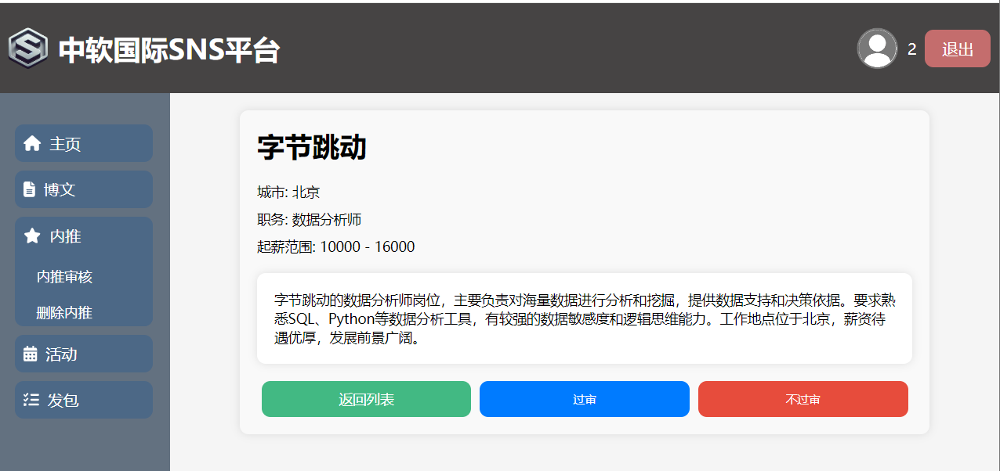 中软国际SNS平台
2
退出
主页
博文
内推
内推审核
删除内推
活动
发包
字节跳动
城市: 北京
职务: 数据分析师
起薪范围: 10000 - 16000
字节跳动的数据分析师岗位，主要负责对海量数据进行分析和挖掘，提供数据支持和决策依据。要求熟
悉SQL、Python等数据分析工具，有较强的数据敏感度和逻辑思维能力。工作地点位于北京，薪资待
遇优厚，发展前景广阔。
返回列表
过审
不过审